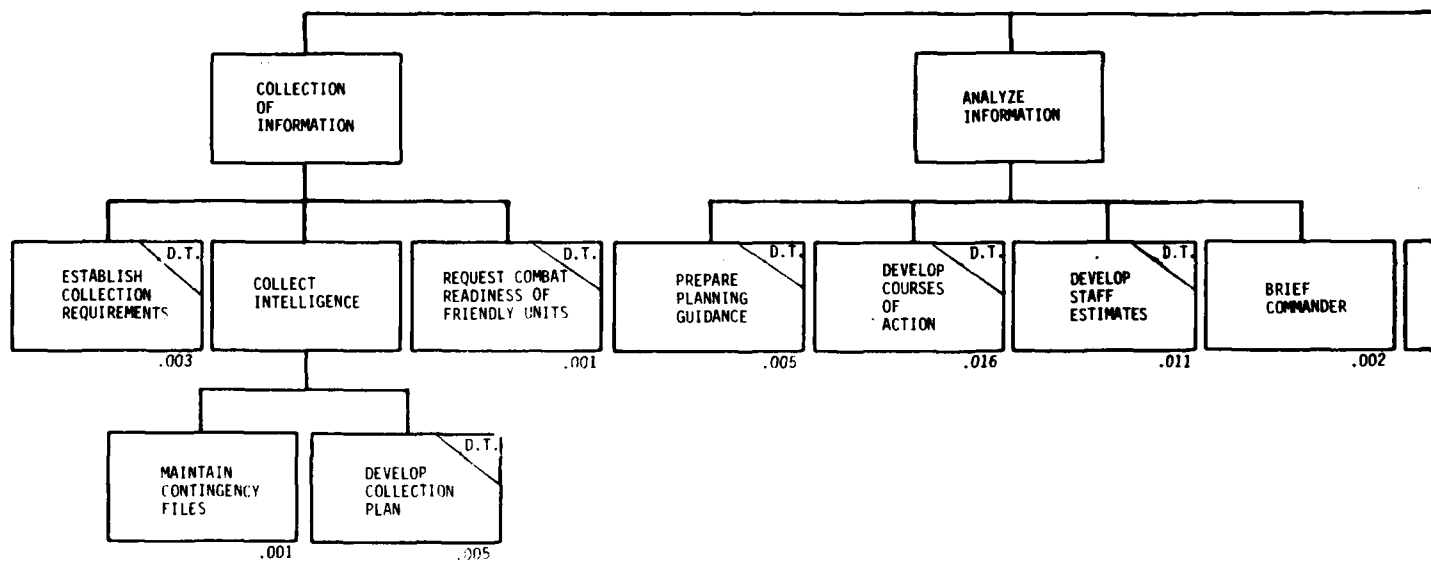 COLLECTION
OF
INFORMATION
ANALYZE
INFORMATION
D.T.
ESTABLISH
COLLECTION
REQUIREMENTS
.003
COLLECT
INTELLIGENCE
D.T.
REQUEST COMBAT
READINESS OF
FRIENDLY UNITS
.001
D.T.
PREPARE
PLANNING
GUIDANCE
.005
D.T.
DEVELOP
COURSES
OF
ACTION
.016
D.T.
DEVELOP
STAFF
ESTIMATES
.011
BRIEF
COMMANDER
.002
MAINTAIN
CONTINGENCY
FILES
.001
D.T.
DEVELOP
COLLECTION
PLAN
.005